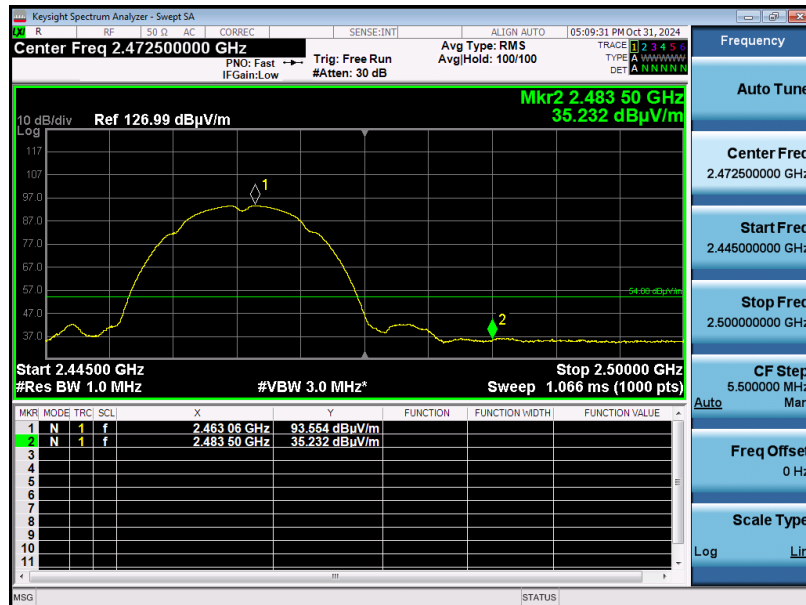 Keysight Spectrum Analyzer - Swept SA
LXI R RF 50 Ω AC CORREC SENSE:INT ALIGN AUTO 05:09:31 PM Oct 31, 2024
Center Freq 2.472500000 GHz
PNO: Fast
IFGain:Low
Trig: Free Run
#Atten: 30 dB
Avg Type: RMS
Avg|Hold: 100/100
TRACE 1 2 3 4 5 6
TYPE A WWWWW
DET A N N N N N
Mkr2 2.483 50 GHz
35.232 dBµV/m
10 dB/div Ref 126.99 dBµV/m
Log
117
107
97.0
87.0
77.0
67.0
57.0
47.0
37.0
1
2
54.00 dBµV/m
Start 2.44500 GHz Stop 2.50000 GHz
#Res BW 1.0 MHz #VBW 3.0 MHz* Sweep 1.066 ms (1000 pts)
MKR MODE TRC SCL X Y FUNCTION FUNCTION WIDTH FUNCTION VALUE
1 N 1 f 2.463 06 GHz 93.554 dBµV/m
2 N 1 f 2.483 50 GHz 35.232 dBµV/m
3
4
5
6
7
8
9
10
11
MSG STATUS
Frequency
Auto Tune
Center Freq
2.472500000 GHz
Start Freq
2.445000000 GHz
Stop Freq
2.500000000 GHz
CF Step
5.500000 MHz
Auto Man
Freq Offset
0 Hz
Scale Type
Log Lin